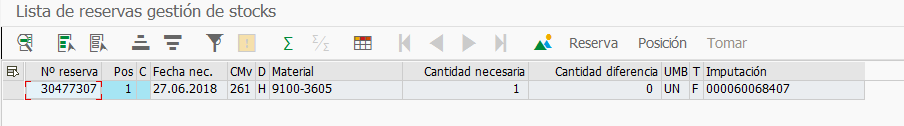 Lista de reservas gestión de stocks
Reserva Posición Tomar
Nº reserva Pos C Fecha nec. CMv D Material Cantidad necesaria Cantidad diferencia UMB T Imputación
30477307 1 27.06.2018 261 H 9100-3605 1 0 UN F 000060068407